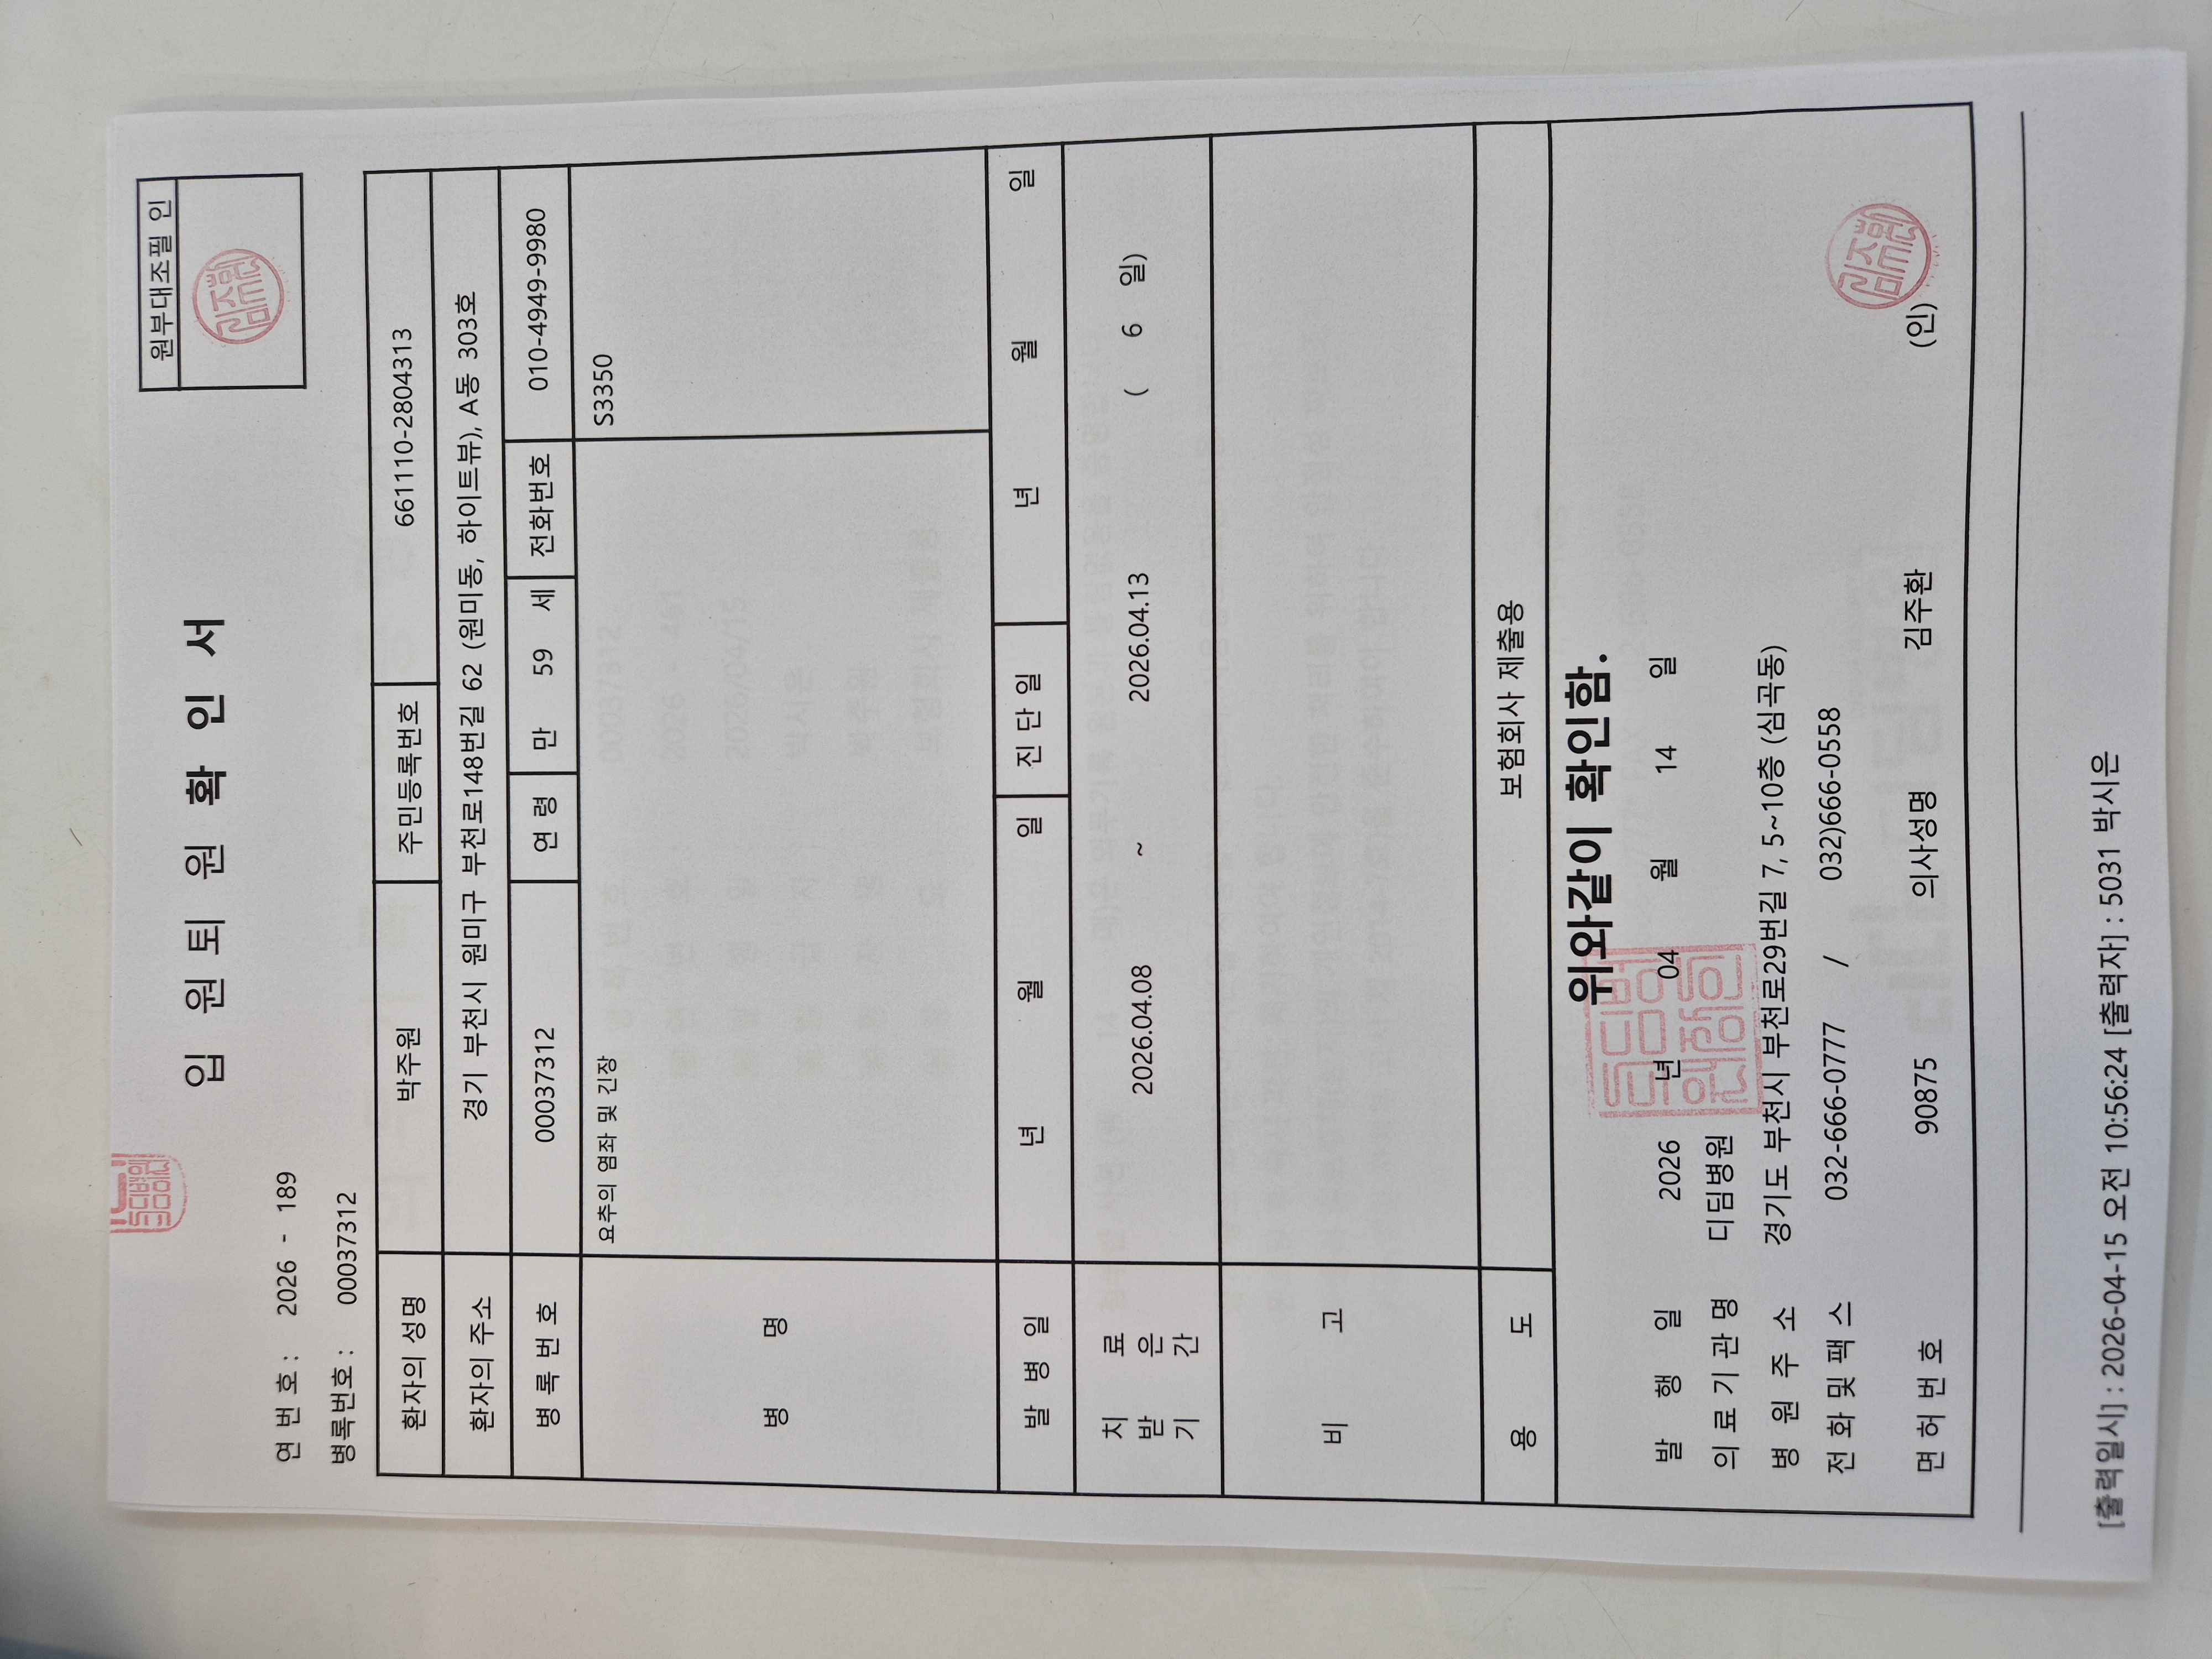 입 원 퇴 원 확 인 서
원부대조필 인
연 번 호 : 2026 - 189
병록번호 : 00037312
환자의 성명 박주원 주민등록번호 661110-2804313
환자의 주소 경기 부천시 원미구 부천로148번길 62 (원미동, 하이트뷰), A동 303호
병 록 번 호 00037312 연 령 만 59 세 전화번호 010-4949-9980
병 명 요추의 염좌 및 긴장 S3350
발 병 일 년 월 일 진 단 일 년 월 일
치 료
받 은
기 간
2026.04.08 ~ 2026.04.13 ( 6 일)
비 고
용 도 보험회사 제출용
위와같이 확인함.
발 행 일 2026 년 04 월 14 일
의 료 기 관 명 디딤병원
병 원 주 소 경기도 부천시 부천로29번길 7, 5~10층 (심곡동)
전 화 및 팩 스 032-666-0777 / 032)666-0558
면 허 번 호 90875 의사성명 김주환 (인)
[출력일시] : 2026-04-15 오전 10:56:24 [출력자] : 5031 박시은